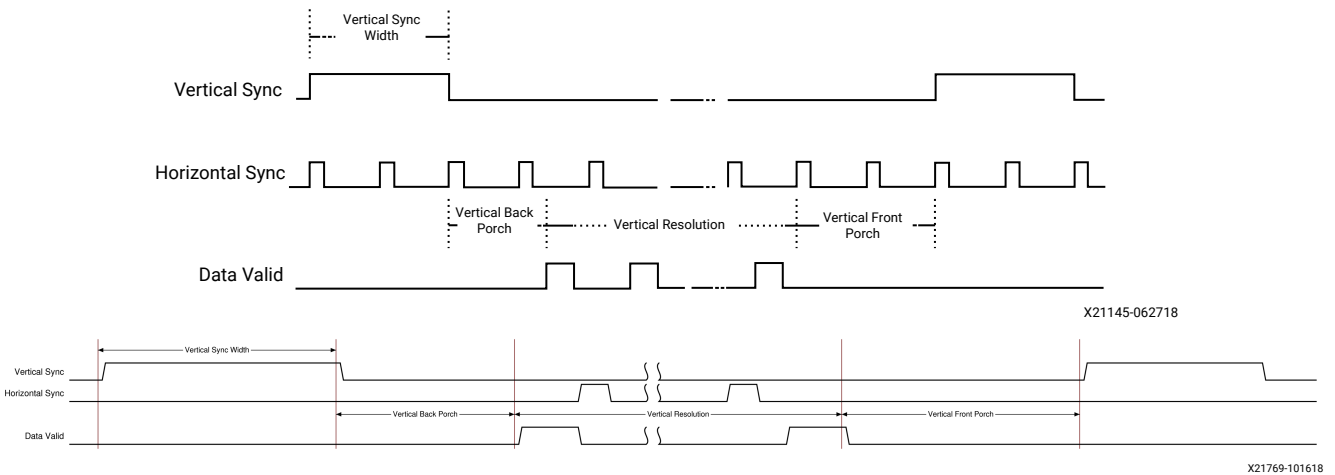 Vertical Sync
Width
Vertical Sync
Horizontal Sync
Vertical Back
Porch
Vertical Resolution
Vertical Front
Porch
Data Valid
X21145-062718
Vertical Sync Width
Vertical Sync
Horizontal Sync
Vertical Back Porch
Vertical Resolution
Vertical Front Porch
Data Valid
X21769-101618